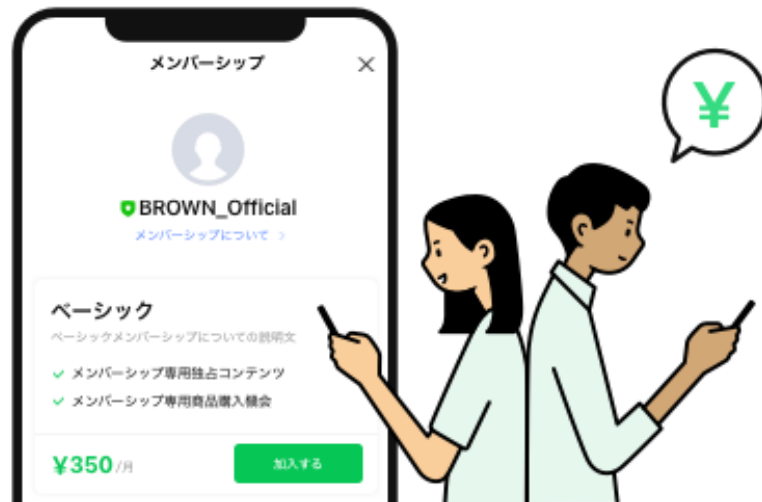 メンバーシップ
BROWN_Official
メンバーシップについて
ベーシック
ベーシックメンバーシップについての説明文
メンバーシップ専用独占コンテンツ
メンバーシップ専用商品購入機会
¥350/月
加入する
¥